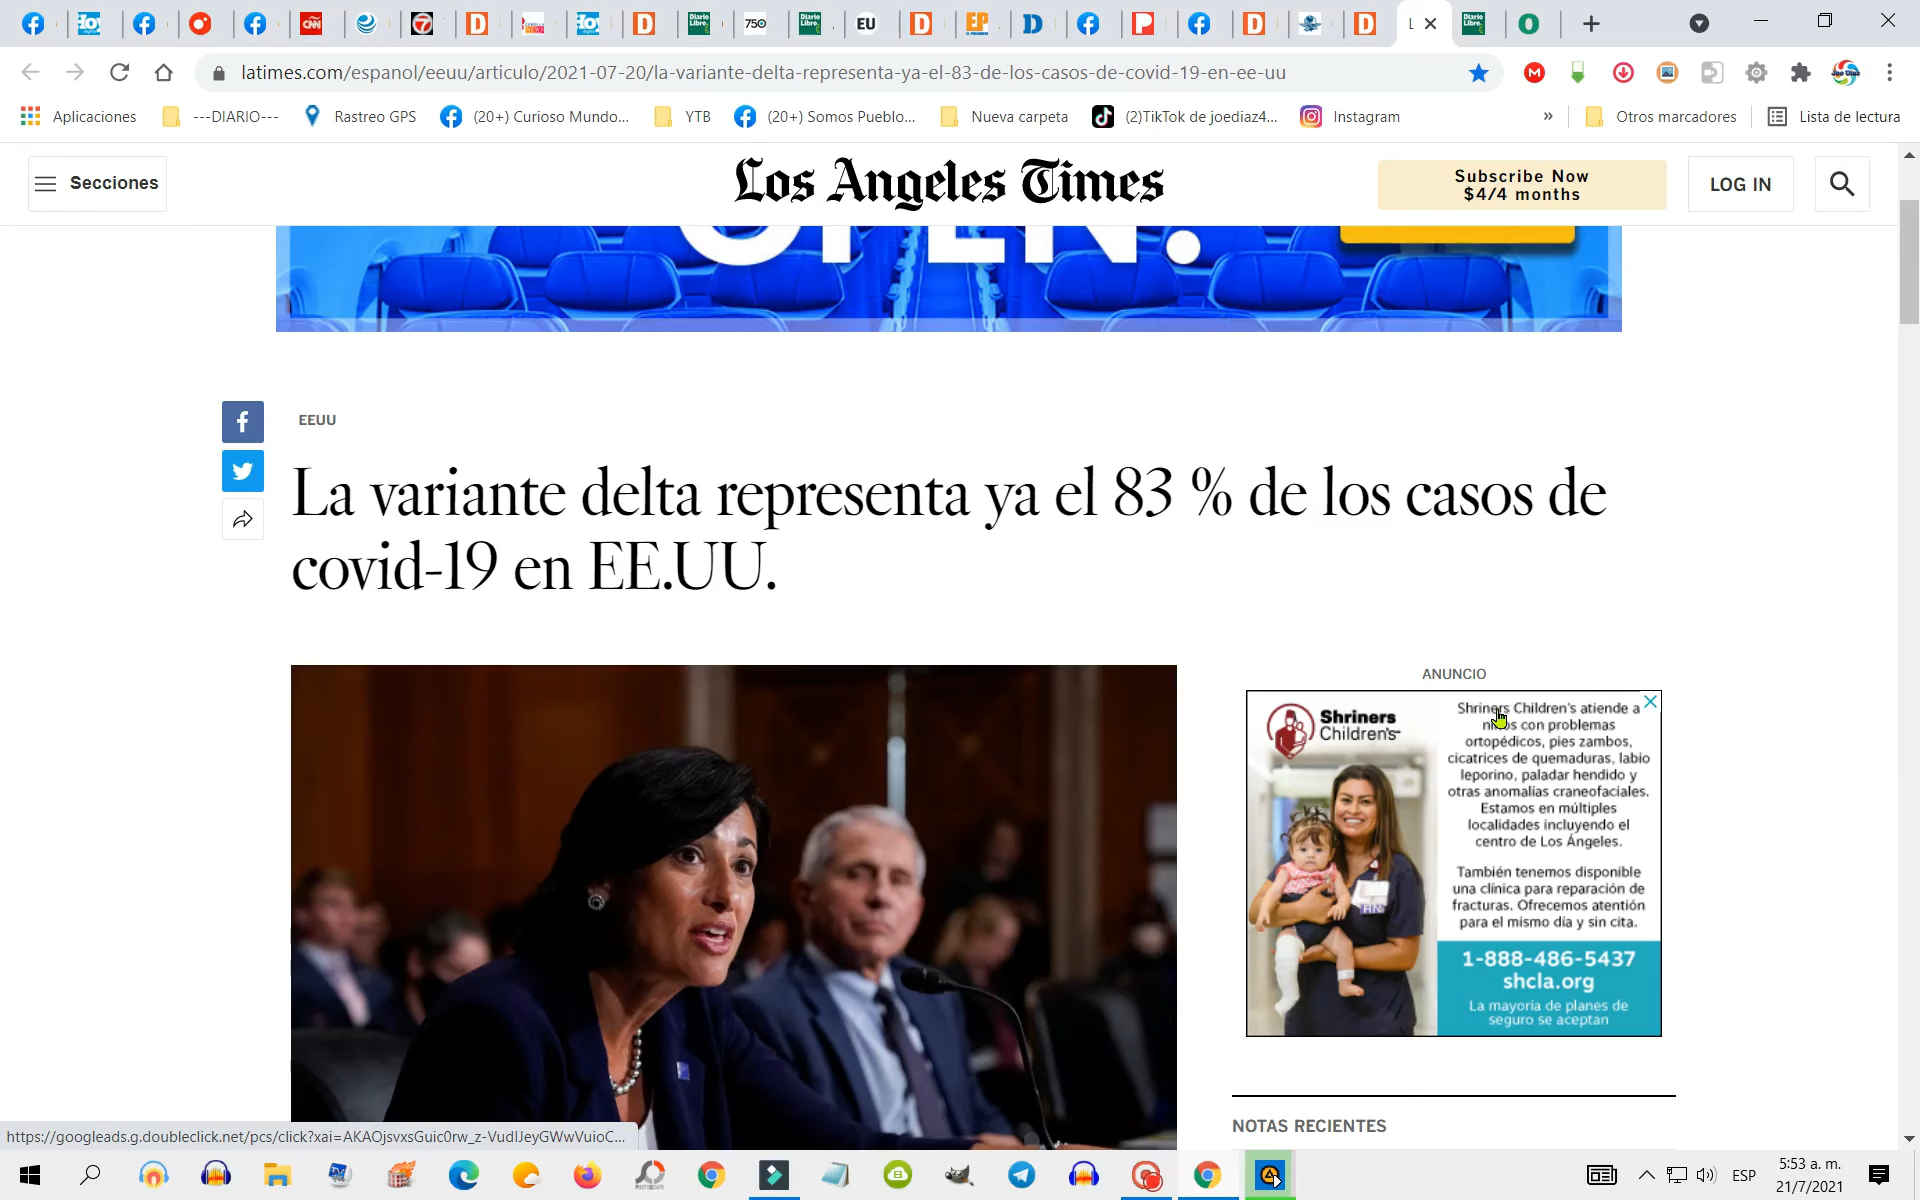 750
EU
EP
latimes.com/espanol/eeuu/articulo/2021-07-20/la-variante-delta-representa-ya-el-83-de-los-casos-de-covid-19-en-ee-uu
Aplicaciones
---DIARIO---
Rastreo GPS
(20+) Curioso Mundo...
YTB
(20+) Somos Pueblo...
Nueva carpeta
(2)TikTok de joediaz4...
Instagram
»
Otros marcadores
Lista de lectura
Secciones
Los Angeles Times
Subscribe Now
$4/4 months
LOG IN
OPEN.
EEUU
La variante delta representa ya el 83 % de los casos de
covid-19 en EE.UU.
ANUNCIO
Shriners
Children's
Shriners Children's atiende a
niños con problemas
ortopédicos, pies zambos,
cicatrices de quemaduras, labio
leporino, paladar hendido y
otras anomalías craneofaciales.
Estamos en múltiples
localidades incluyendo el
centro de Los Ángeles.
También tenemos disponible
una clínica para reparación de
fracturas. Ofrecemos atención
para el mismo día y sin cita.
RN
1-888-486-5437
shcla.org
La mayoría de planes de
seguro se aceptan
NOTAS RECIENTES
https://googleads.g.doubleclick.net/pcs/click?xai=AKAOjsvxsGuic0rw_z-VudIJeyGWwVuioC...
ESP
5:53 a. m.
21/7/2021